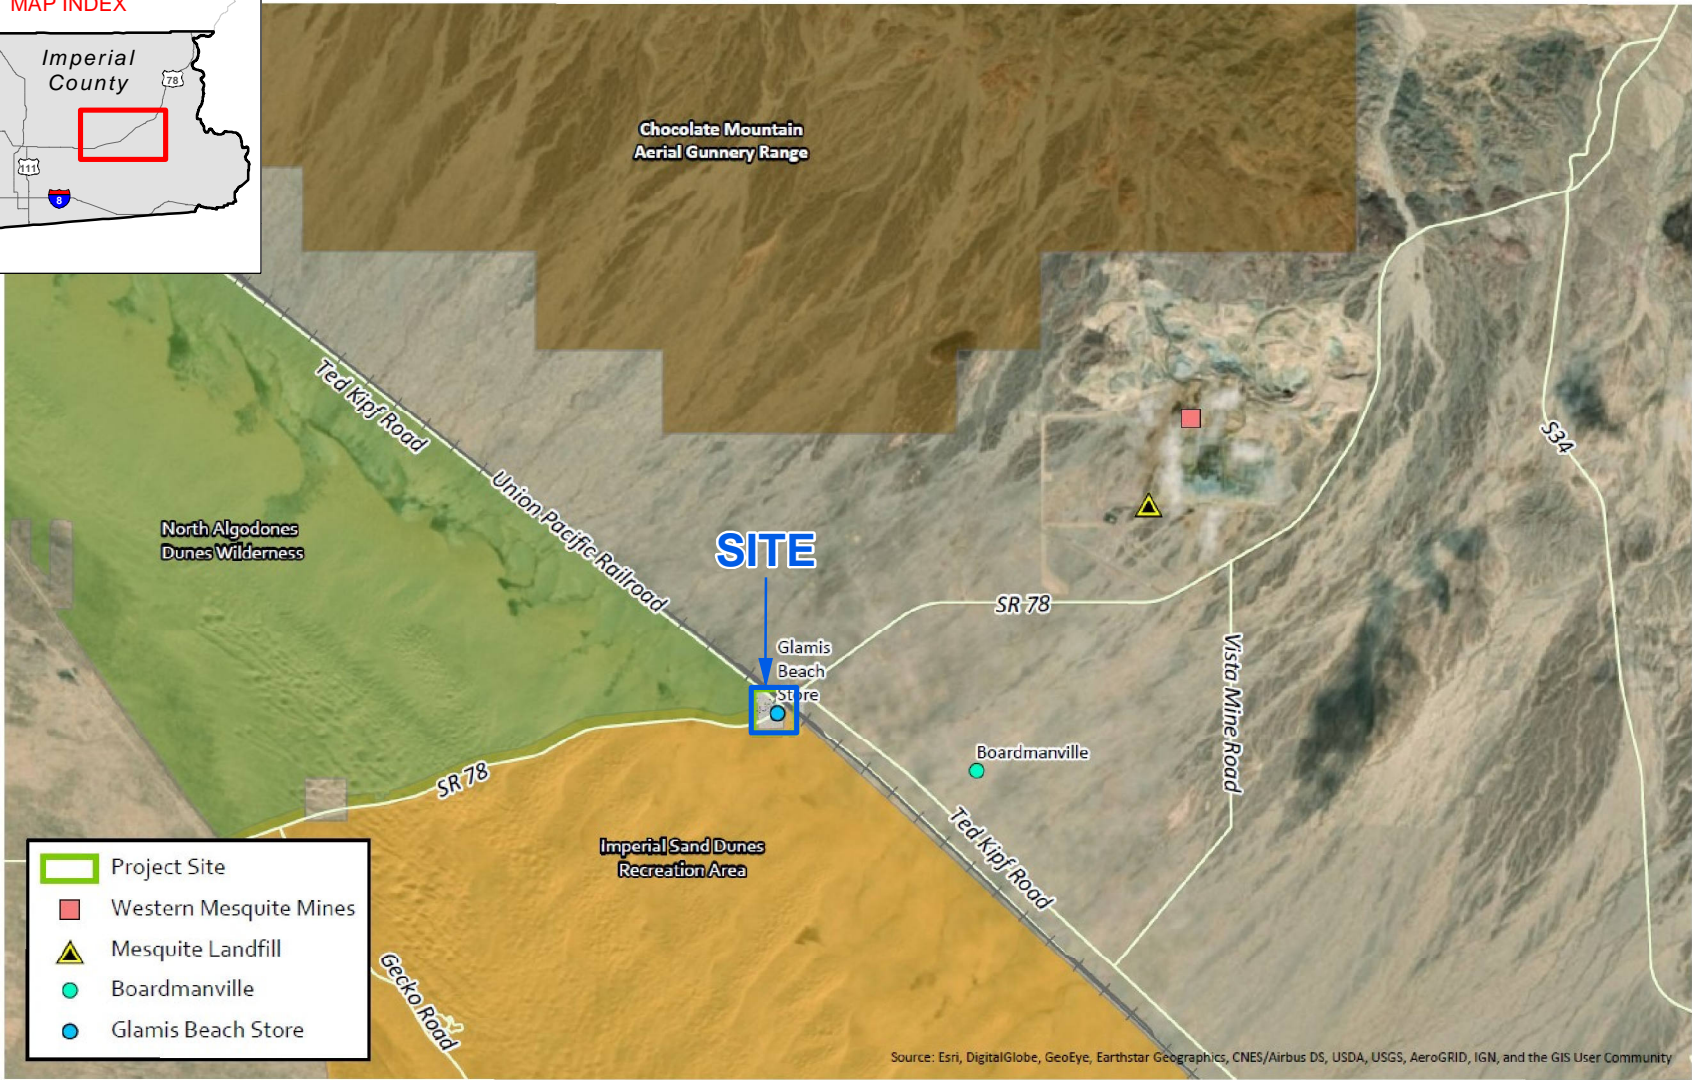 MAP INDEX
Imperial
County
78
111
8
Chocolate Mountain
Aerial Gunnery Range
Ted Kipf Road
Union Pacific Railroad
S34
North Algodones
Dunes Wilderness
SITE
SR 78
Glamis
Beach
Store
Vista Mine Road
Boardmanville
SR 78
Ted Kipf Road
Imperial Sand Dunes
Recreation Area
Project Site
Western Mesquite Mines
Mesquite Landfill
Boardmanville
Glamis Beach Store
Gecko Road
Source: Esri, DigitalGlobe, GeoEye, Earthstar Geographics, CNES/Airbus DS, USDA, USGS, AeroGRID, IGN, and the GIS User Community